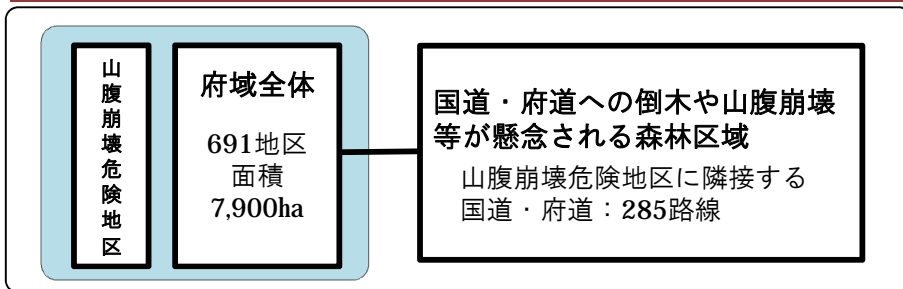 山腹崩壊危険地区
府域全体
691地区
面積
7,900ha
国道・府道への倒木や山腹崩壊
等が懸念される森林区域
山腹崩壊危険地区に隣接する
国道・府道：285路線